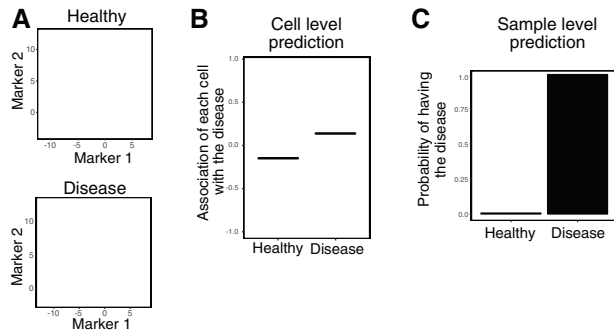 A
Healthy
Marker 2
10
5
0
-10
-5
0
5
Marker 1
Disease
Marker 2
10
5
0
-10
-5
0
5
Marker 1
B
Cell level
prediction
Association of each cell
with the disease
1.0
0.5
0.0
-0.5
-1.0
Healthy Disease
C
Sample level
prediction
Probability of having
the disease
1.0
0.75
0.50
0.25
0.0
Healthy Disease